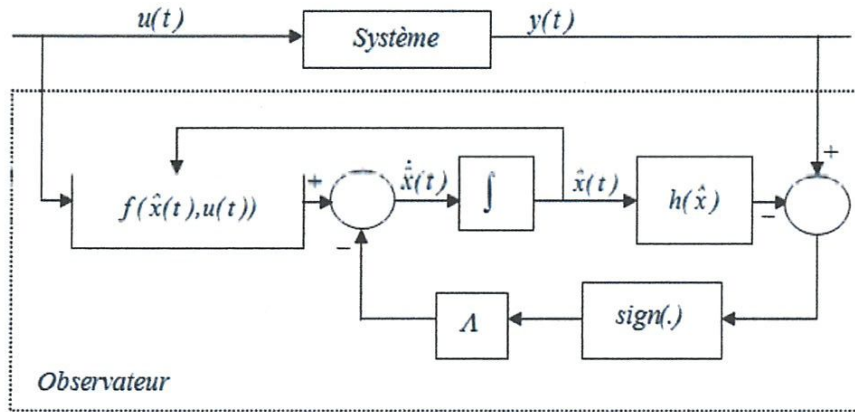 u(t)
Système
y(t)
+
f(x̂(t),u(t))
+
−
ẋ̂(t)
∫
x̂(t)
h(x̂)
−
Λ
sign(.)
Observateur